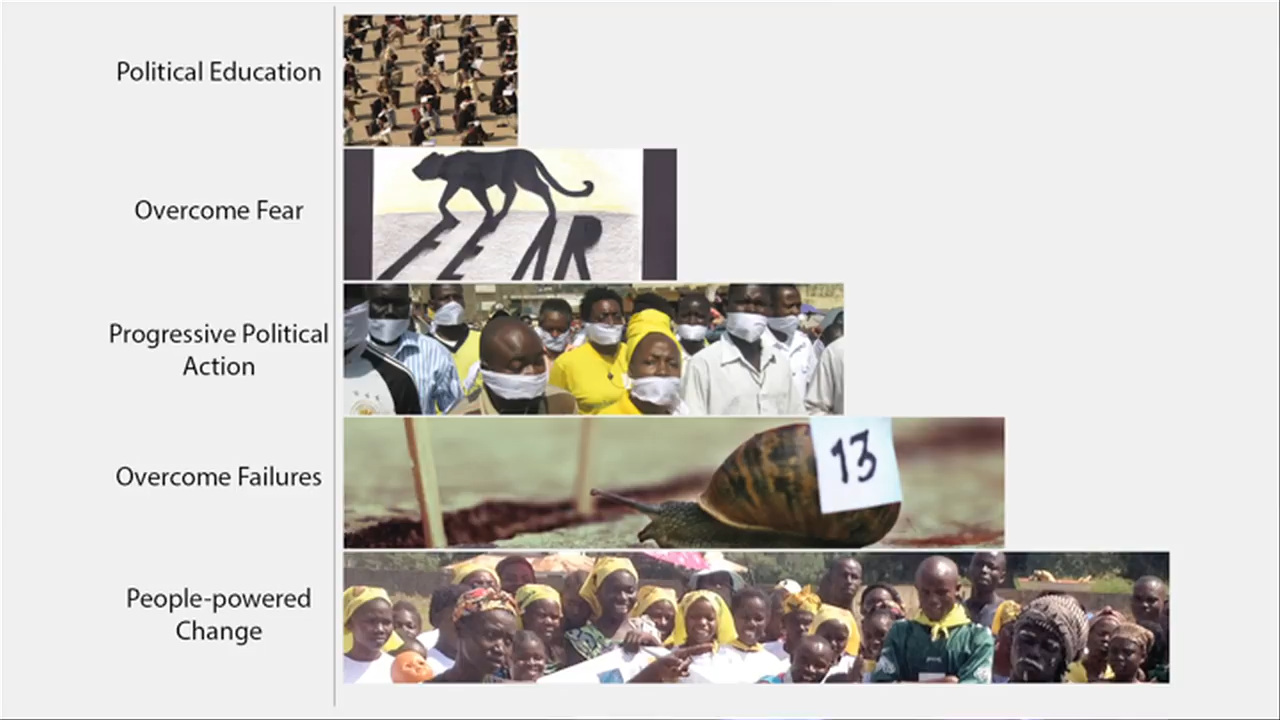 Political Education
Overcome Fear
FEAR
Progressive Political
Action
Overcome Failures
13
People-powered
Change